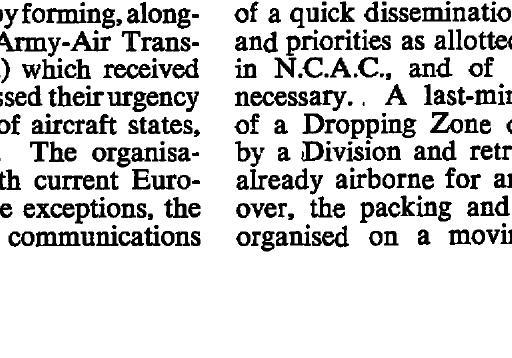 by forming, along-
Army-Air Trans-
) which received
ssed their urgency
of aircraft states,
. The organisa-
th current Euro-
e exceptions, the
communications
of a quick disseminatio
and priorities as allotted
in N.C.A.C., and of
necessary. . A last-min
of a Dropping Zone
by a Division and retr
already airborne for an
over, the packing and
organised on a movin